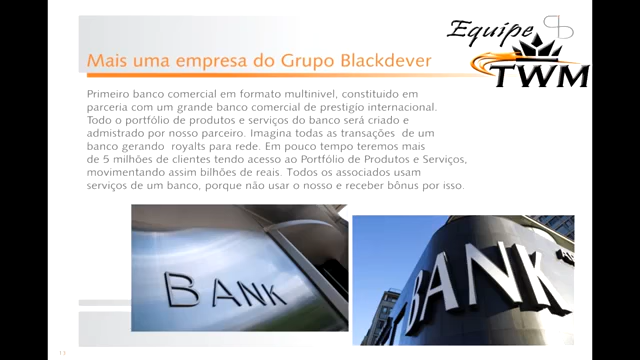 Equipe
TWM
Mais uma empresa do Grupo Blackdever
Primeiro banco comercial em formato multinivel, constituido em
parceria com um grande banco comercial de prestigío internacional.
Todo o portfólio de produtos e serviços do banco será criado e
admistrado por nosso parceiro. Imagina todas as transações de um
banco gerando royalts para rede. Em pouco tempo teremos mais
de 5 milhões de clientes tendo acesso ao Portfólio de Produtos e Serviços,
movimentando assim bilhões de reais. Todos os associados usam
serviços de um banco, porque não usar o nosso e receber bônus por isso.
BANK
BANK
11